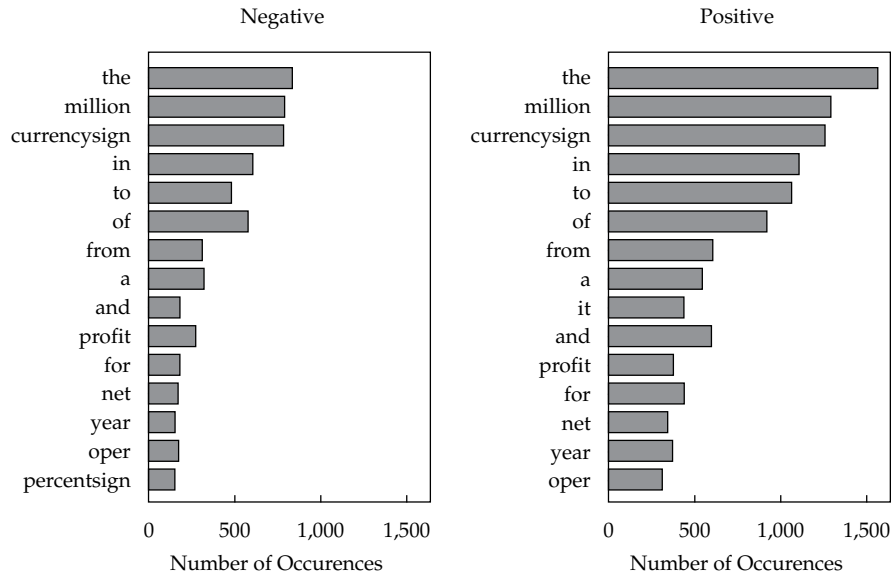 Negative
the
million
currencysign
in
to
of
from
a
and
profit
for
net
year
oper
percentsign
0 500 1,000 1,500
Number of Occurences
Positive
the
million
currencysign
in
to
of
from
a
it
and
profit
for
net
year
oper
0 500 1,000 1,500
Number of Occurences